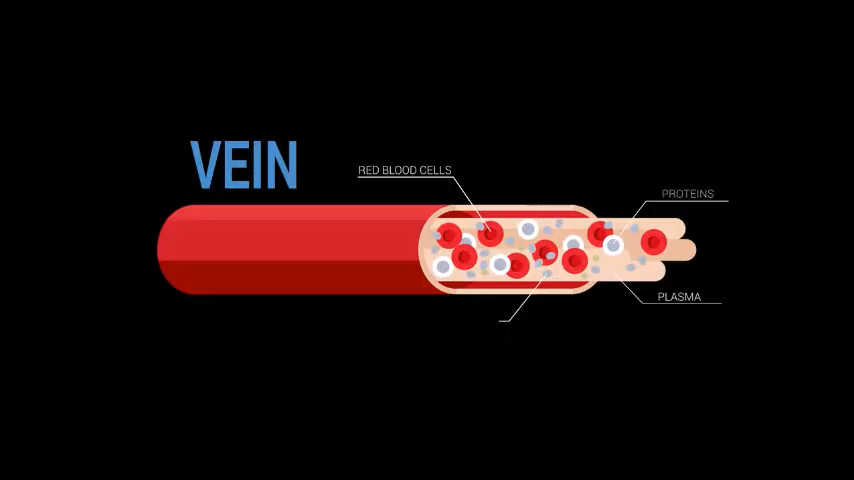 VEIN
RED BLOOD CELLS
PROTEINS
PLASMA